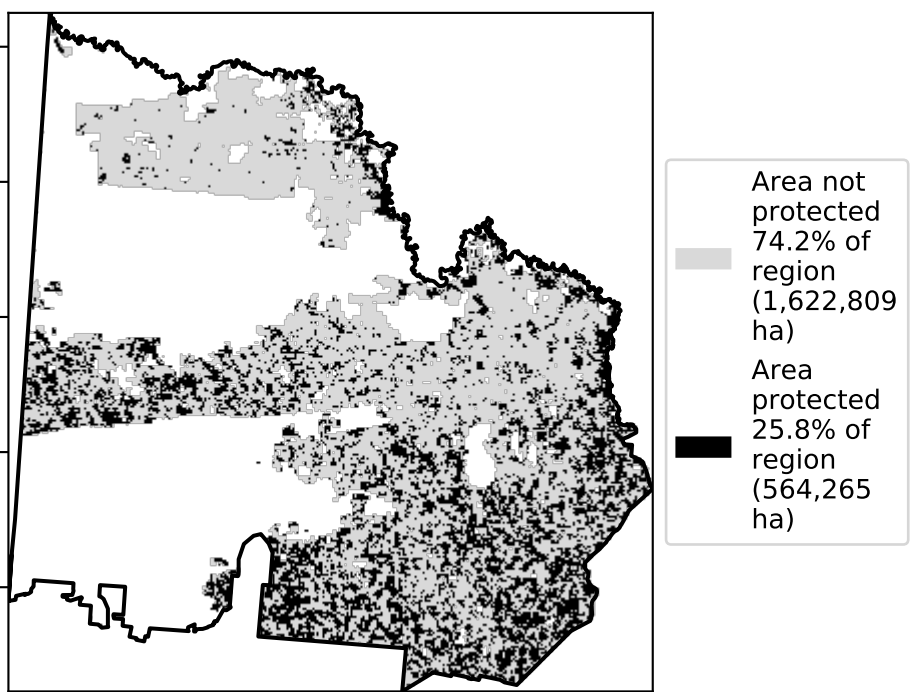 Area not
protected
74.2% of
region
(1,622,809
ha)
Area
protected
25.8% of
region
(564,265
ha)